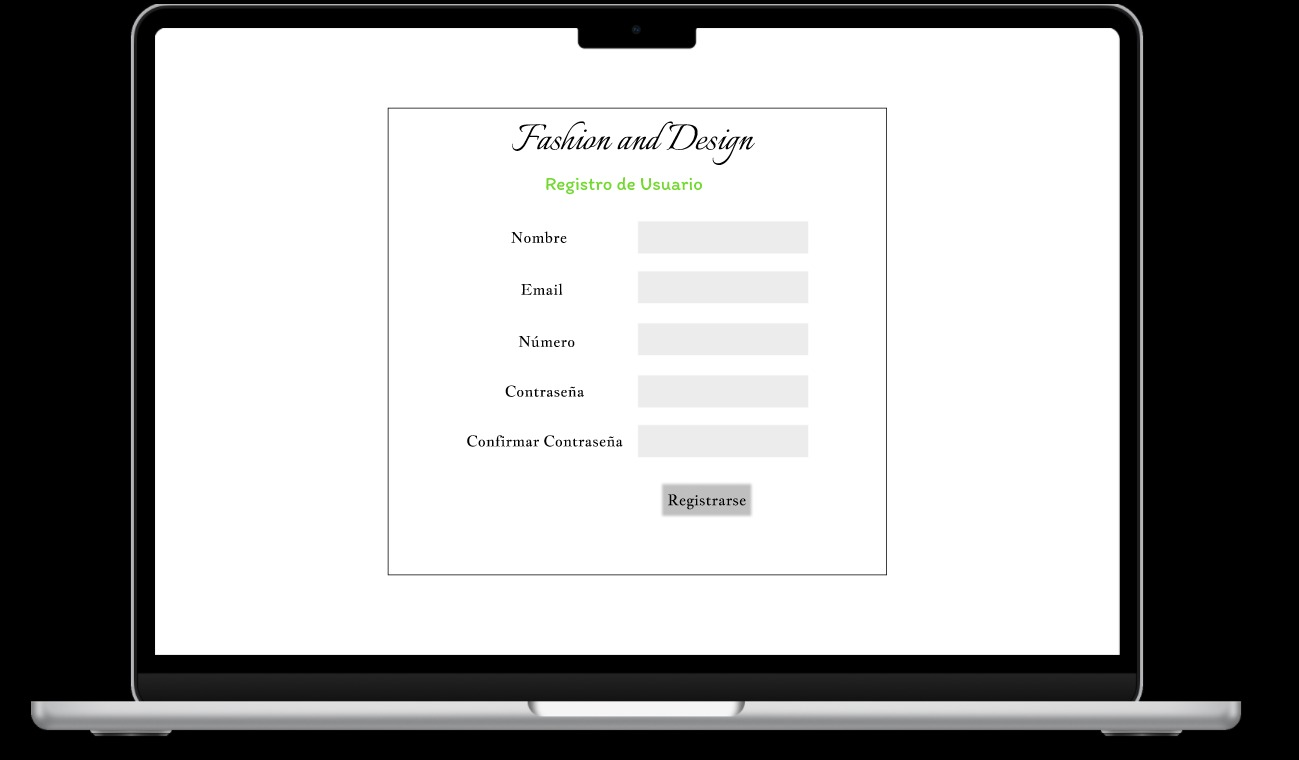 Fashion and Design
Registro de Usuario
Nombre
Email
Número
Contraseña
Confirmar Contraseña
Registrarse